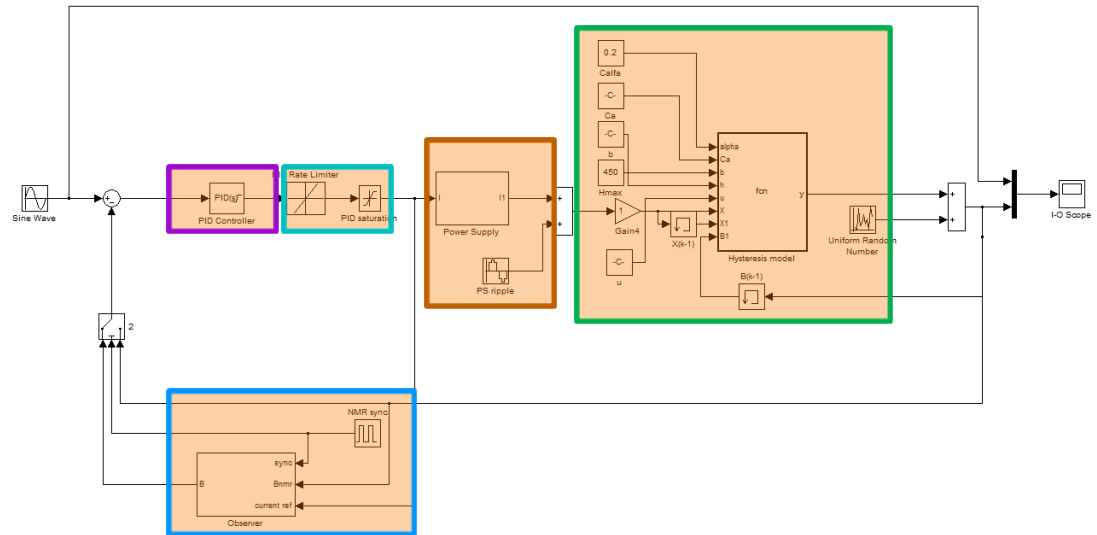 0.2
Calfa
-C-
Ca
-C-
b
450
Hmax
alpha
Ca
b
h
u
X
X1
B1
fcn
y
Hysteresis model
Rate Limiter
PID(s)
PID Controller
PID saturation
Sine Wave
+
-
I
I1
Power Supply
+
+
PS ripple
1
Gain4
X(k-1)
-C-
u
B(k-1)
Uniform Random
Number
+
+
I-O Scope
2
NMR sync
sync
B
Bnmr
current ref
Observer